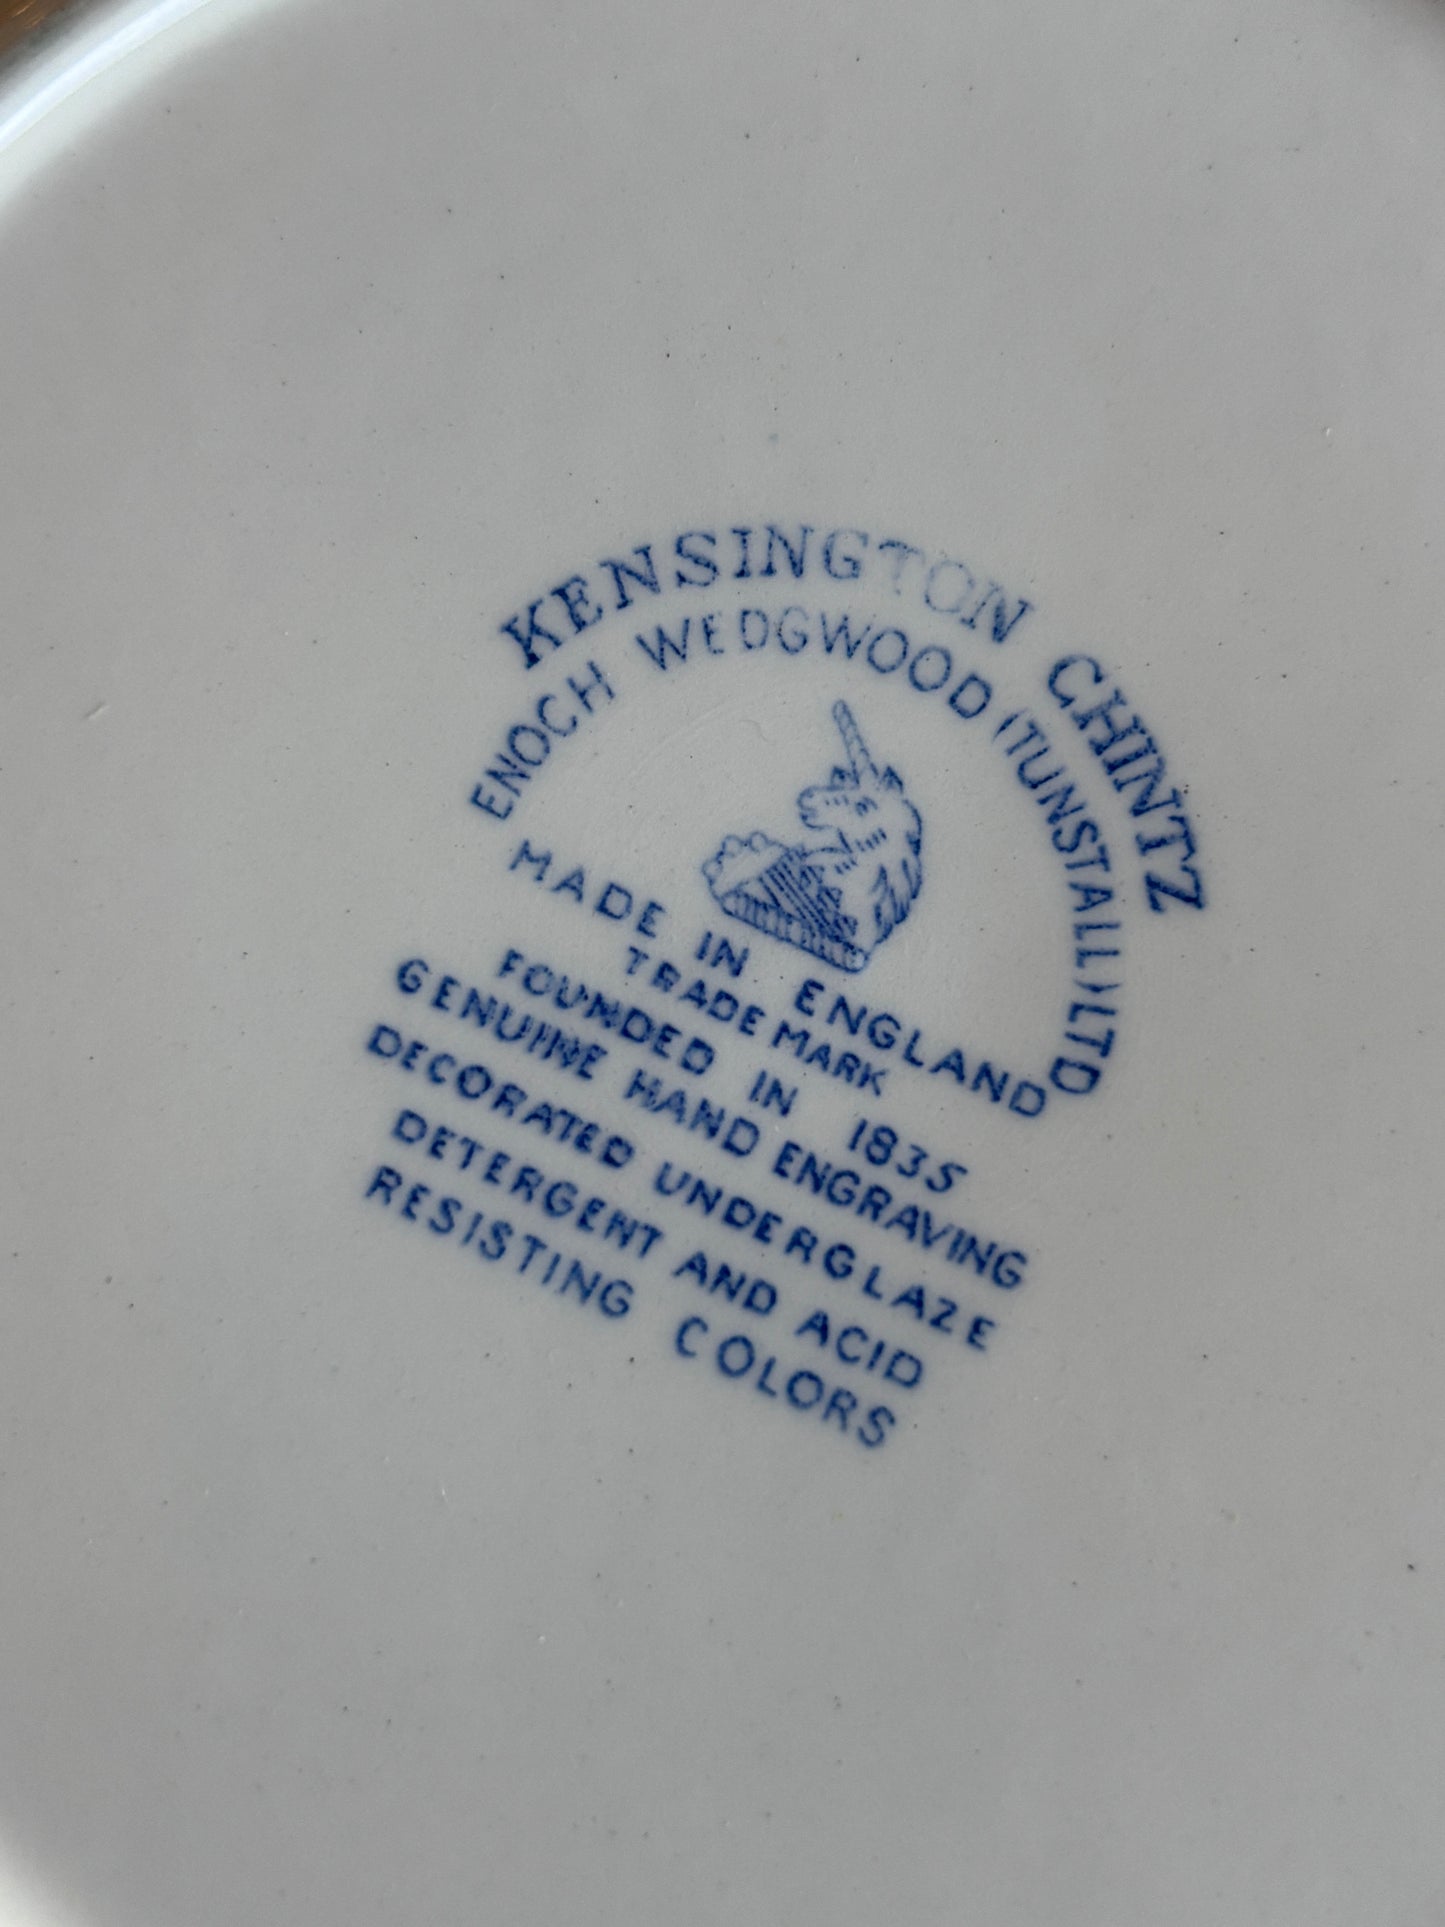 KENSINGTON CHINTZ
ENOCH WEDGWOOD (TUNSTALL) LTD
MADE IN ENGLAND
TRADE MARK
FOUNDED IN 1835
GENUINE HAND ENGRAVING
DECORATED UNDERGLAZE
DETERGENT AND ACID
RESISTING COLORS